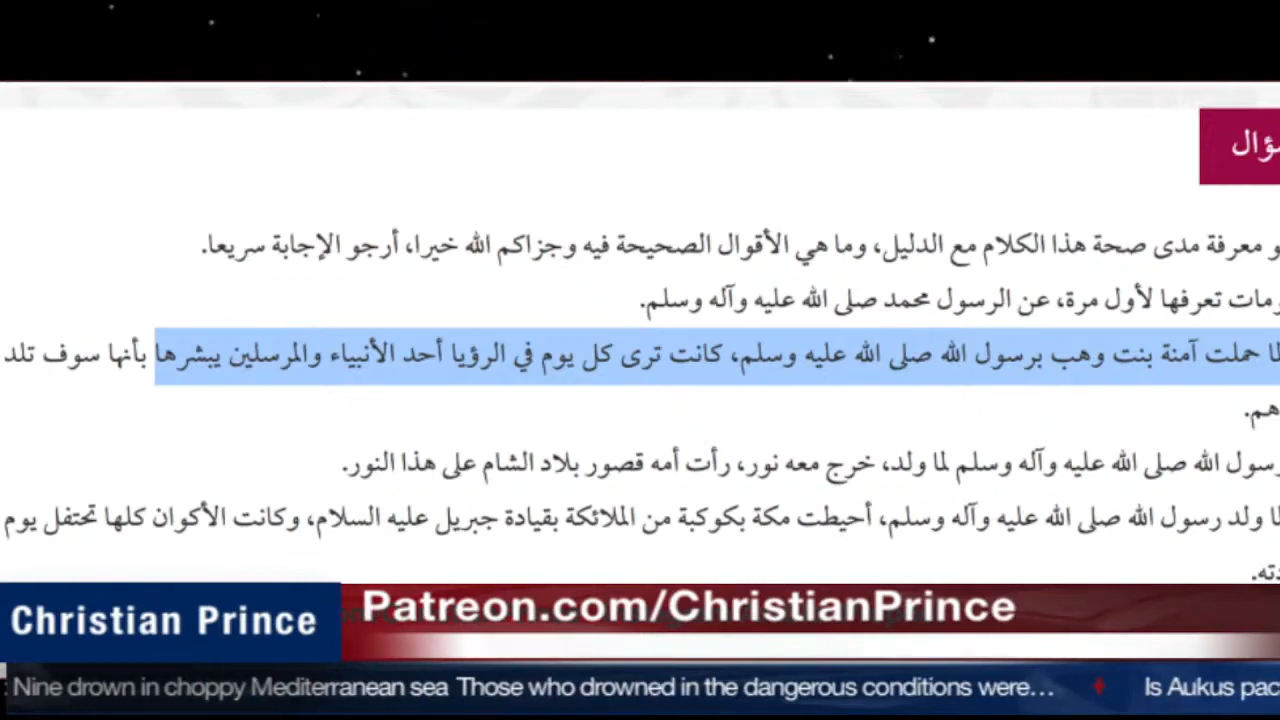 و معرفة مدى صحة هذا الكلام مع الدليل، وما هي الأقوال الصحيحة فيه وجزاكم الله خيرا، أرجو الإجابة سريعا.
ومات تعرفها لأول مرة، عن الرسول محمد صلى الله عليه وآله وسلم.
حملت آمنة بنت وهب برسول الله صلى الله عليه وسلم، كانت ترى كل يوم في الرؤيا أحد الأنبياء والمرسلين يبشرها بأنها سوف تلد
هم.
رسول الله صلى الله عليه وآله وسلم لما ولد، خرج معه نور، رأت أمه قصور بلاد الشام على هذا النور.
ولد رسول الله صلى الله عليه وآله وسلم، أحيطت مكة بكوكبة من الملائكة بقيادة جبريل عليه السلام، وكانت الأكوان كلها تحتفل يوم
Christian Prince
Patreon.com/ChristianPrince
Nine drown in choppy Mediterranean sea Those who drowned in the dangerous conditions were… Is Aukus